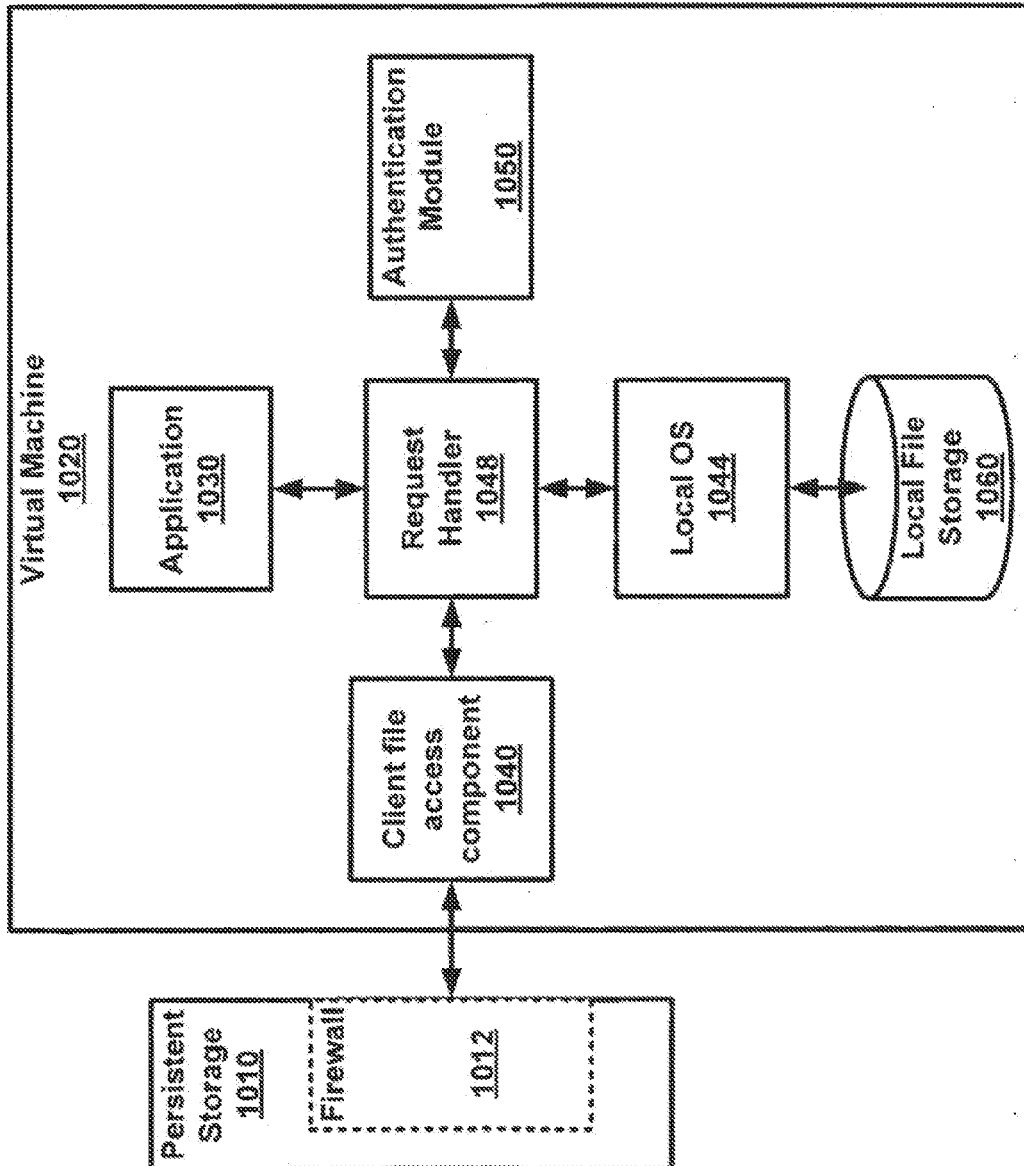 Virtual Machine
1020
Persistent
Storage
1010
Firewall
1012
Client file
access
component
1040
Application
1030
Request
Handler
1048
Authentication
Module
1050
Local OS
1044
Local File
Storage
1060